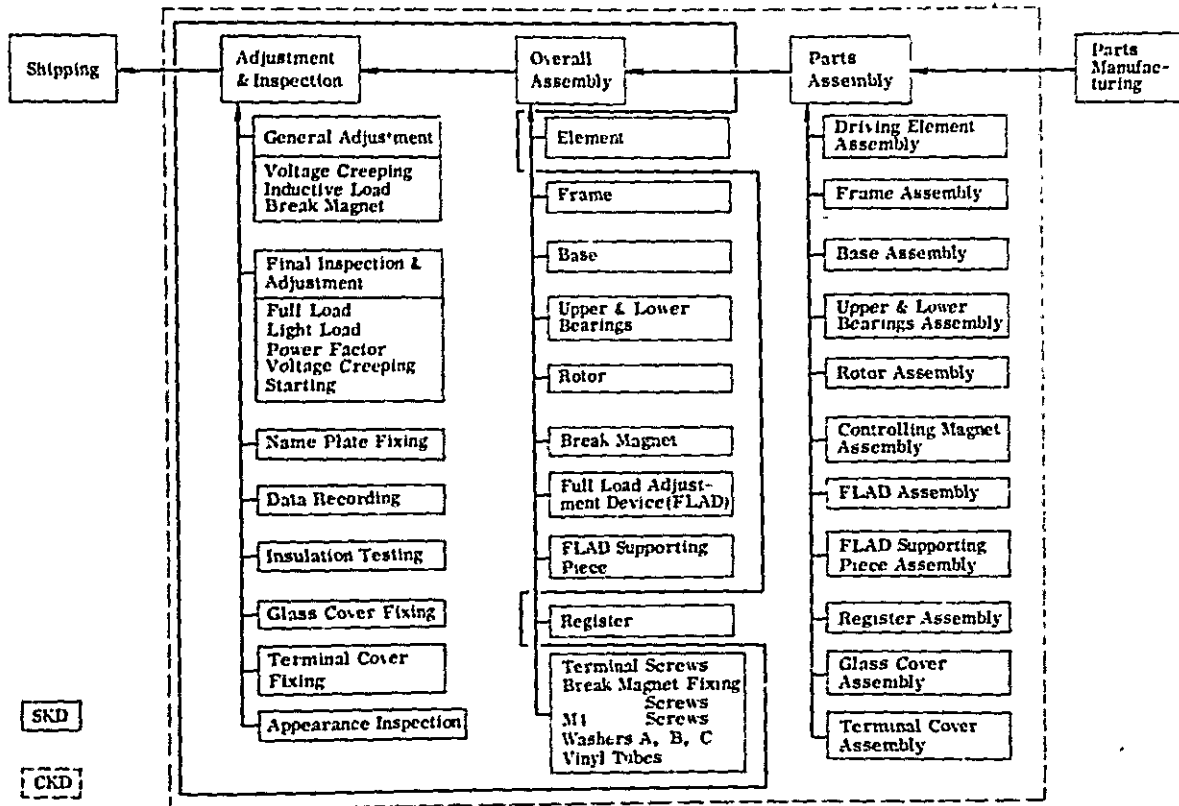 Shipping
Adjustment
& Inspection
Overall
Assembly
Parts
Assembly
Parts
Manufac-
turing
General Adjustment
Voltage Creeping
Inductive Load
Break Magnet
Final Inspection &
Adjustment
Full Load
Light Load
Power Factor
Voltage Creeping
Starting
Name Plate Fixing
Data Recording
Insulation Testing
Glass Cover Fixing
Terminal Cover
Fixing
Appearance Inspection
Element
Frame
Base
Upper & Lower
Bearings
Rotor
Break Magnet
Full Load Adjust-
ment Device(FLAD)
FLAD Supporting
Piece
Register
Terminal Screws
Break Magnet Fixing
Screws
M4 Screws
Washers A, B, C
Vinyl Tubes
Driving Element
Assembly
Frame Assembly
Base Assembly
Upper & Lower
Bearings Assembly
Rotor Assembly
Controlling Magnet
Assembly
FLAD Assembly
FLAD Supporting
Piece Assembly
Register Assembly
Glass Cover
Assembly
Terminal Cover
Assembly
SKD
CKD